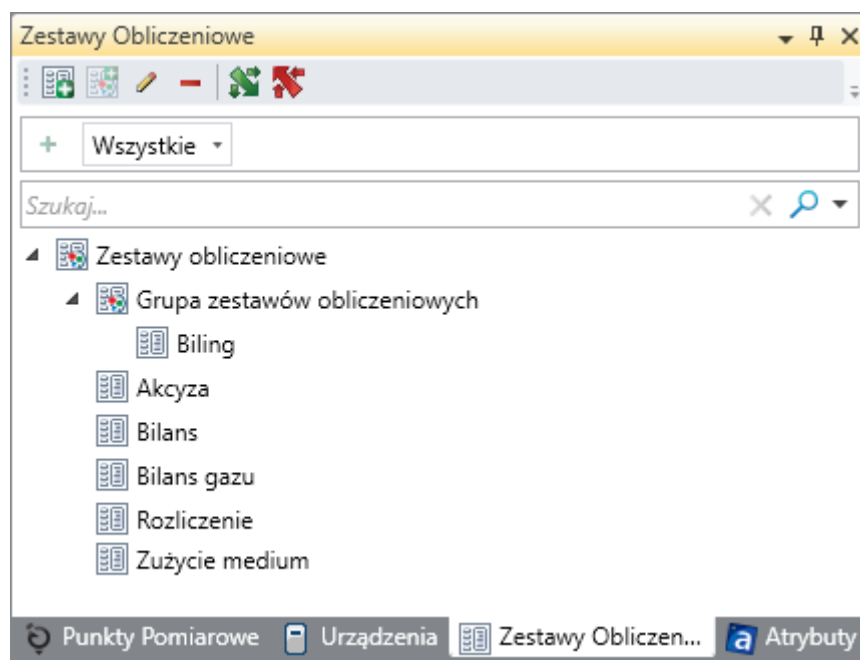 Zestawy Obliczeniowe
Wszystkie
Szukaj...
Zestawy obliczeniowe
Grupa zestawów obliczeniowych
Biling
Akcyza
Bilans
Bilans gazu
Rozliczenie
Zużycie medium
Punkty Pomiarowe Urządzenia Zestawy Obliczen... a Atrybuty